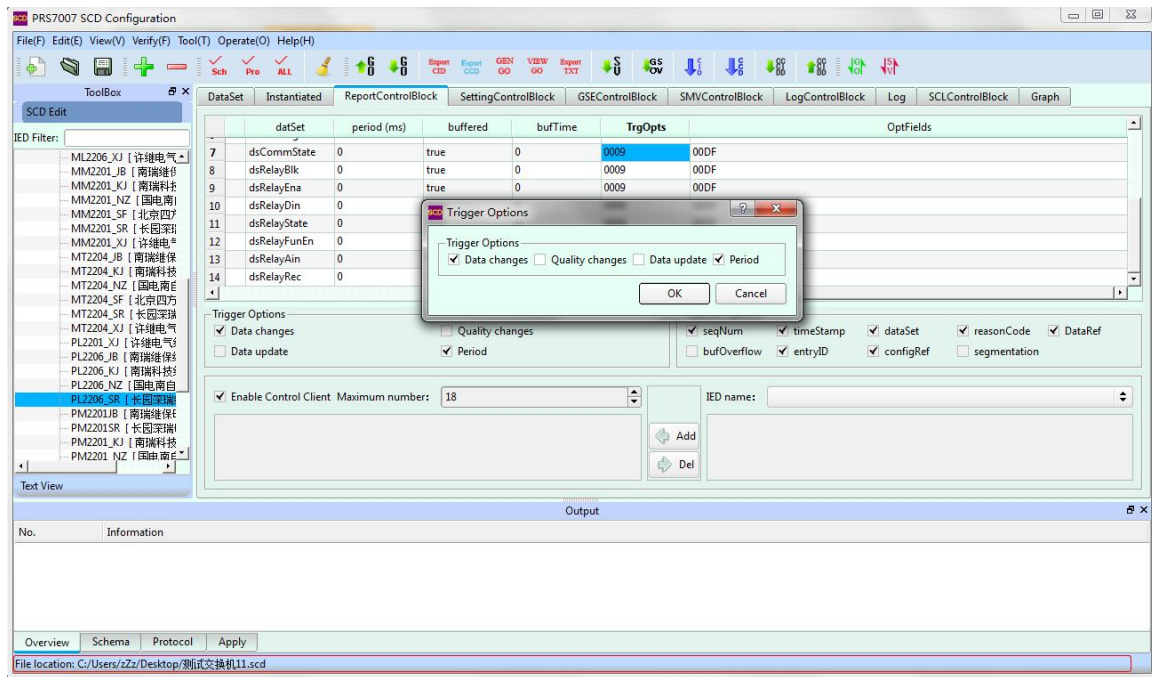 PRS7007 SCD Configuration
File(F) Edit(E) View(V) Verify(F) Tool(T) Operate(O) Help(H)
Sch Pro ALL Export CID Export CCD GEN GO VIEW GO Export TXT
ToolBox
SCD Edit
IED Filter:
ML2206_XJ [ 许继电气
MM2201_JB [ 南瑞继保
MM2201_KJ [ 南瑞科技
MM2201_NZ [ 国电南
MM2201_SF [ 北京四方
MM2201_SR [ 长园深瑞
MM2201_XJ [ 许继电气
MT2204_JB [ 南瑞继保
MT2204_KJ [ 南瑞科技
MT2204_NZ [ 国电南自
MT2204_SF [ 北京四方
MT2204_SR [ 长园深瑞
MT2204_XJ [ 许继电气
PL2201_XJ [ 许继电气
PL2206_JB [ 南瑞继保
PL2206_KJ [ 南瑞科技
PL2206_NZ [ 国电南自
PL2206_SR [ 长园深瑞
PM2201JB [ 南瑞继保
PM2201SR [ 长园深瑞
PM2201_KJ [ 南瑞科技
PM2201_NZ [ 国电南自
Text View
DataSet Instantiated ReportControlBlock SettingControlBlock GSEControlBlock SMVControlBlock LogControlBlock Log SCLControlBlock Graph
datSet period (ms) buffered bufTime TrgOpts OptFields
7 dsCommState 0 true 0 0009 00DF
8 dsRelayBlk 0 true 0 0009 00DF
9 dsRelayEna 0 true 0 0009 00DF
10 dsRelayDin 0
11 dsRelayState 0
12 dsRelayFunEn 0
13 dsRelayAin 0
14 dsRelayRec 0
Trigger Options
Trigger Options
Data changes Quality changes Data update Period
OK Cancel
Trigger Options
Data changes Quality changes
Data update Period
seqNum timeStamp dataSet reasonCode DataRef
bufOverflow entryID configRef segmentation
Enable Control Client Maximum number: 18
IED name:
Add
Del
Output
No. Information
Overview Schema Protocol Apply
File location: C:/Users/zZz/Desktop/测试交换机11.scd